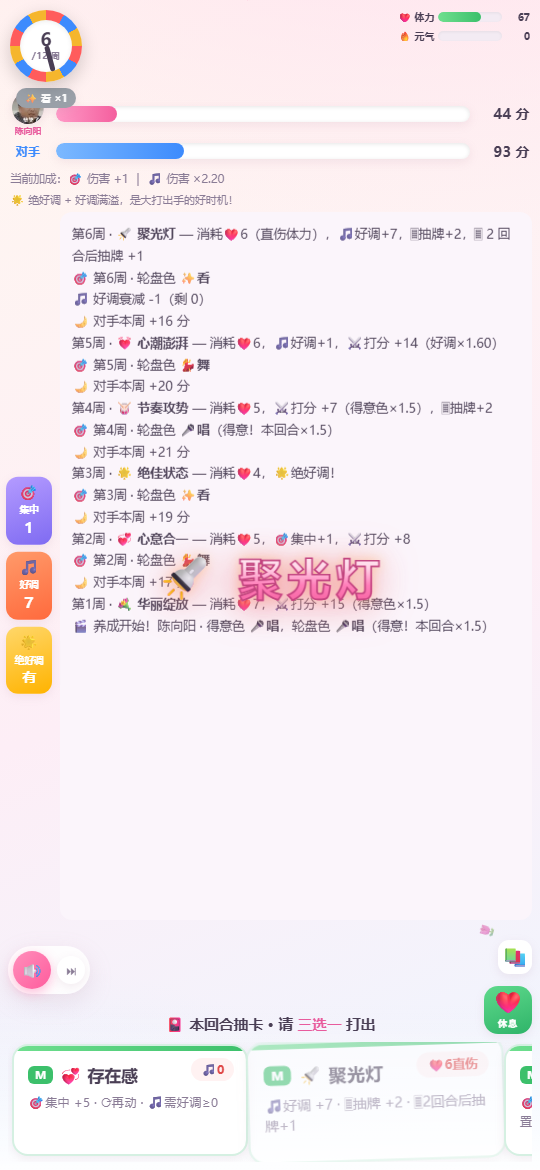 6
/12周
体力 67
元气 0
看 ×1
陈向阳
44 分
对手
93 分
当前加成： 伤害 +1 | 伤害 ×2.20
绝好调 + 好调满溢，是大打出手的好时机！
第6周 · 聚光灯 — 消耗6（直伤体力），好调+7，抽牌+2，2 回
合后抽牌 +1
第6周 · 轮盘色 看
好调衰减 -1（剩 0）
对手本周 +16 分
第5周 · 心潮澎湃 — 消耗6，好调+1，打分 +14（好调×1.60）
第5周 · 轮盘色 舞
对手本周 +20 分
第4周 · 节奏攻势 — 消耗5，打分 +7（得意色×1.5），抽牌+2
第4周 · 轮盘色 唱（得意！本回合×1.5）
对手本周 +21 分
第3周 · 绝佳状态 — 消耗4，绝好调！
第3周 · 轮盘色 看
对手本周 +19 分
第2周 · 心意合一 — 消耗5，集中+1，打分 +8
第2周 · 轮盘色 舞
对手本周 +17
聚光灯
第1周 · 华丽绽放 — 消耗7，打分 +15（得意色×1.5）
养成开始！陈向阳 · 得意色 唱，轮盘色 唱（得意！本回合×1.5）
集中
1
好调
7
绝好调
有
休息
本回合抽卡 • 请 三选一 打出
M 存在感 0
集中 +5 · 再动 · 需好调≥0
M 聚光灯 6直伤
好调 +7 · 抽牌 +2 · 2回合后抽
牌+1